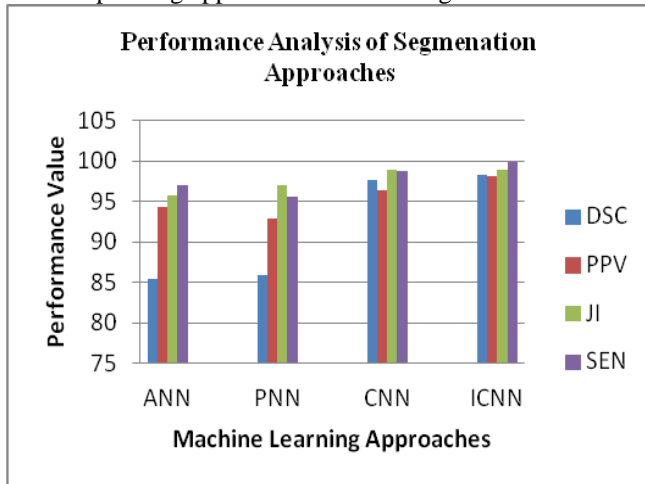 Performance Analysis of Segmenation
Approaches
Performance Value
105
100
95
90
85
80
75
ANN PNN CNN ICNN
Machine Learning Approaches
DSC
PPV
JI
SEN